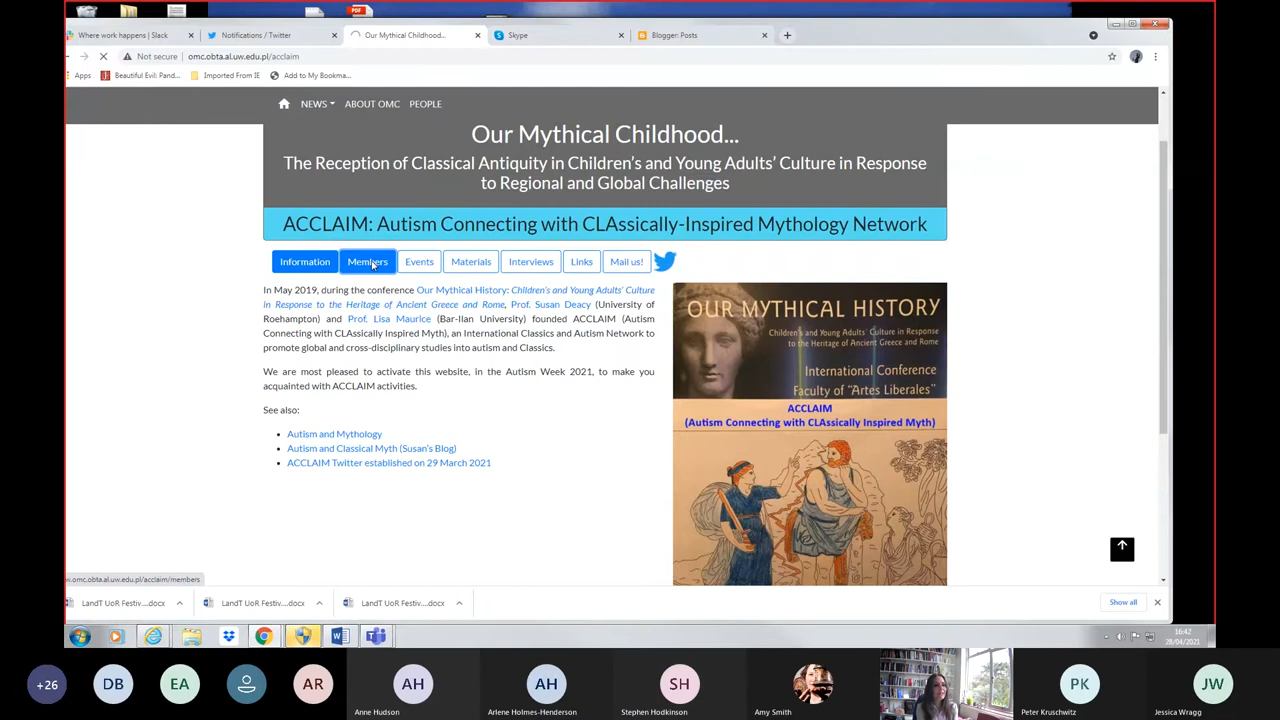 PDF
Where work happens | Slack
Notifications / Twitter
Our Mythical Childhood...
Skype
Blogger: Posts
Not secure
omc.obta.al.uw.edu.pl/acclaim
Apps
Beautiful Evil: Pand...
Imported From IE
Add to My Bookma...
NEWS
ABOUT OMC
PEOPLE
Our Mythical Childhood...
The Reception of Classical Antiquity in Children's and Young Adults' Culture in Response
to Regional and Global Challenges
ACCLAIM: Autism Connecting with CLAssically-Inspired Mythology Network
Information
Members
Events
Materials
Interviews
Links
Mail us!
In May 2019, during the conference Our Mythical History: Children's and Young Adults' Culture
in Response to the Heritage of Ancient Greece and Rome, Prof. Susan Deacy (University of
Roehampton) and Prof. Lisa Maurice (Bar-Ilan University) founded ACCLAIM (Autism
Connecting with CLAssically Inspired Myth), an International Classics and Autism Network to
promote global and cross-disciplinary studies into autism and Classics.
We are most pleased to activate this website, in the Autism Week 2021, to make you
acquainted with ACCLAIM activities.
See also:
Autism and Mythology
Autism and Classical Myth (Susan's Blog)
ACCLAIM Twitter established on 29 March 2021
OUR MYTHICAL HISTORY
Children's and Young Adults' Culture in Response
to the Heritage of Ancient Greece and Rome
International Conference
Faculty of "Artes Liberales"
ACCLAIM
(Autism Connecting with CLAssically Inspired Myth)
w.omc.obta.al.uw.edu.pl/acclaim/members
LandT UoR Festiv....docx
LandT UoR Festiv....docx
LandT UoR Festiv....docx
Show all
16:42
28/04/2021
+26
DB
EA
AR
AH
Anne Hudson
AH
Arlene Holmes-Henderson
SH
Stephen Hodkinson
Amy Smith
PK
Peter Kruschwitz
JW
Jessica Wragg